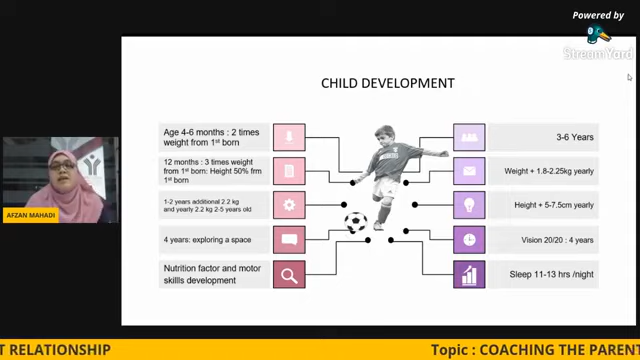 Powered by
StreamYard
CHILD DEVELOPMENT
Age 4-6 months : 2 times
weight from 1st born
12 months : 3 times weight
from 1st born: Height 50% frm
1st born
1-2 years additional 2.2 kg
and yearly 2.2 kg 2-5 years old
4 years: exploring a space
Nutrition factor and motor
skills development
3-6 Years
Weight + 1.8-2.25kg yearly
Height + 5-7.5cm yearly
Vision 20/20 : 4 years
Sleep 11-13 hrs /night
AFZAN MAHADI
T RELATIONSHIP
Topic : COACHING THE PARENT